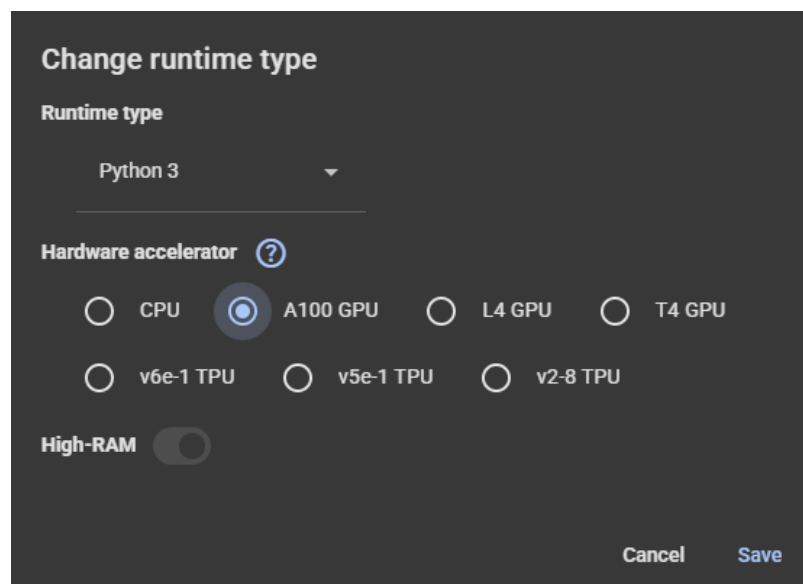 Change runtime type
Runtime type
Python 3
Hardware accelerator ?
CPU A100 GPU L4 GPU T4 GPU
v6e-1 TPU v5e-1 TPU v2-8 TPU
High-RAM
Cancel Save